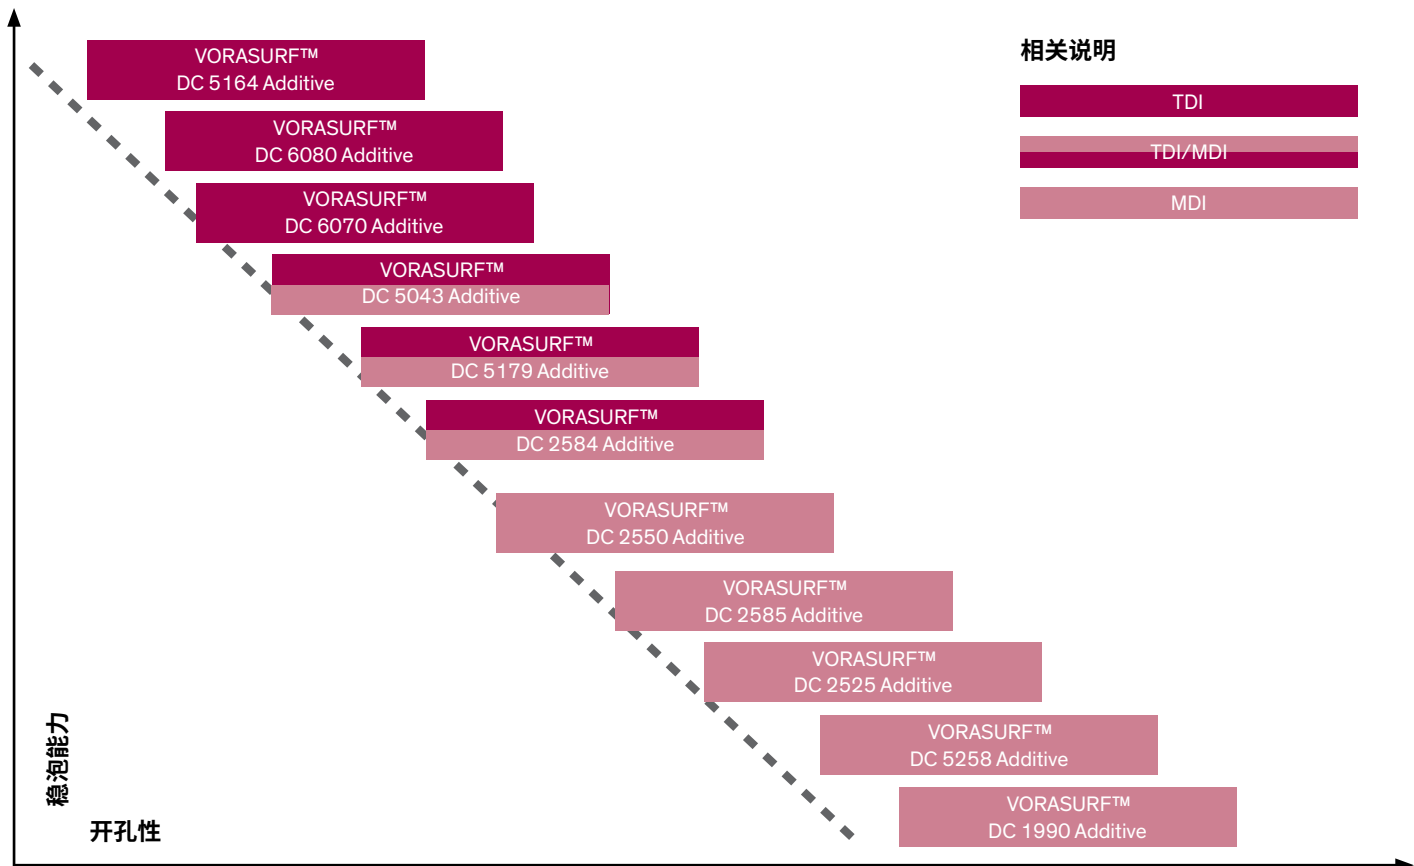 VORASURF™
DC 5164 Additive
VORASURF™
DC 6080 Additive
VORASURF™
DC 6070 Additive
VORASURF™
DC 5043 Additive
VORASURF™
DC 5179 Additive
VORASURF™
DC 2584 Additive
VORASURF™
DC 2550 Additive
VORASURF™
DC 2585 Additive
VORASURF™
DC 2525 Additive
VORASURF™
DC 5258 Additive
VORASURF™
DC 1990 Additive
相关说明
TDI
TDI/MDI
MDI
稳泡能力
开孔性